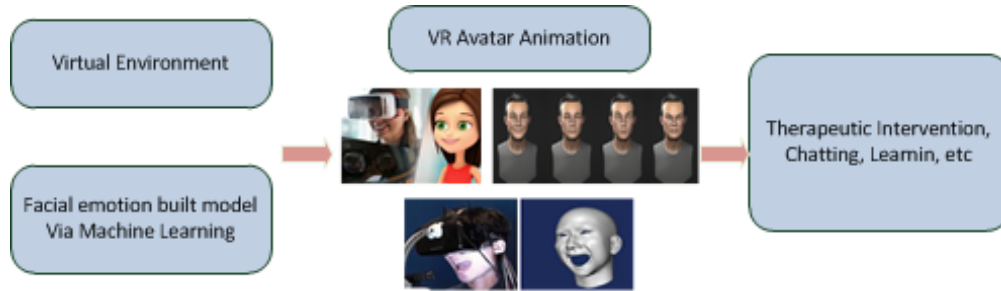 Virtual Environment
Facial emotion built model
Via Machine Learning
VR Avatar Animation
Therapeutic Intervention,
Chatting, Learnin, etc